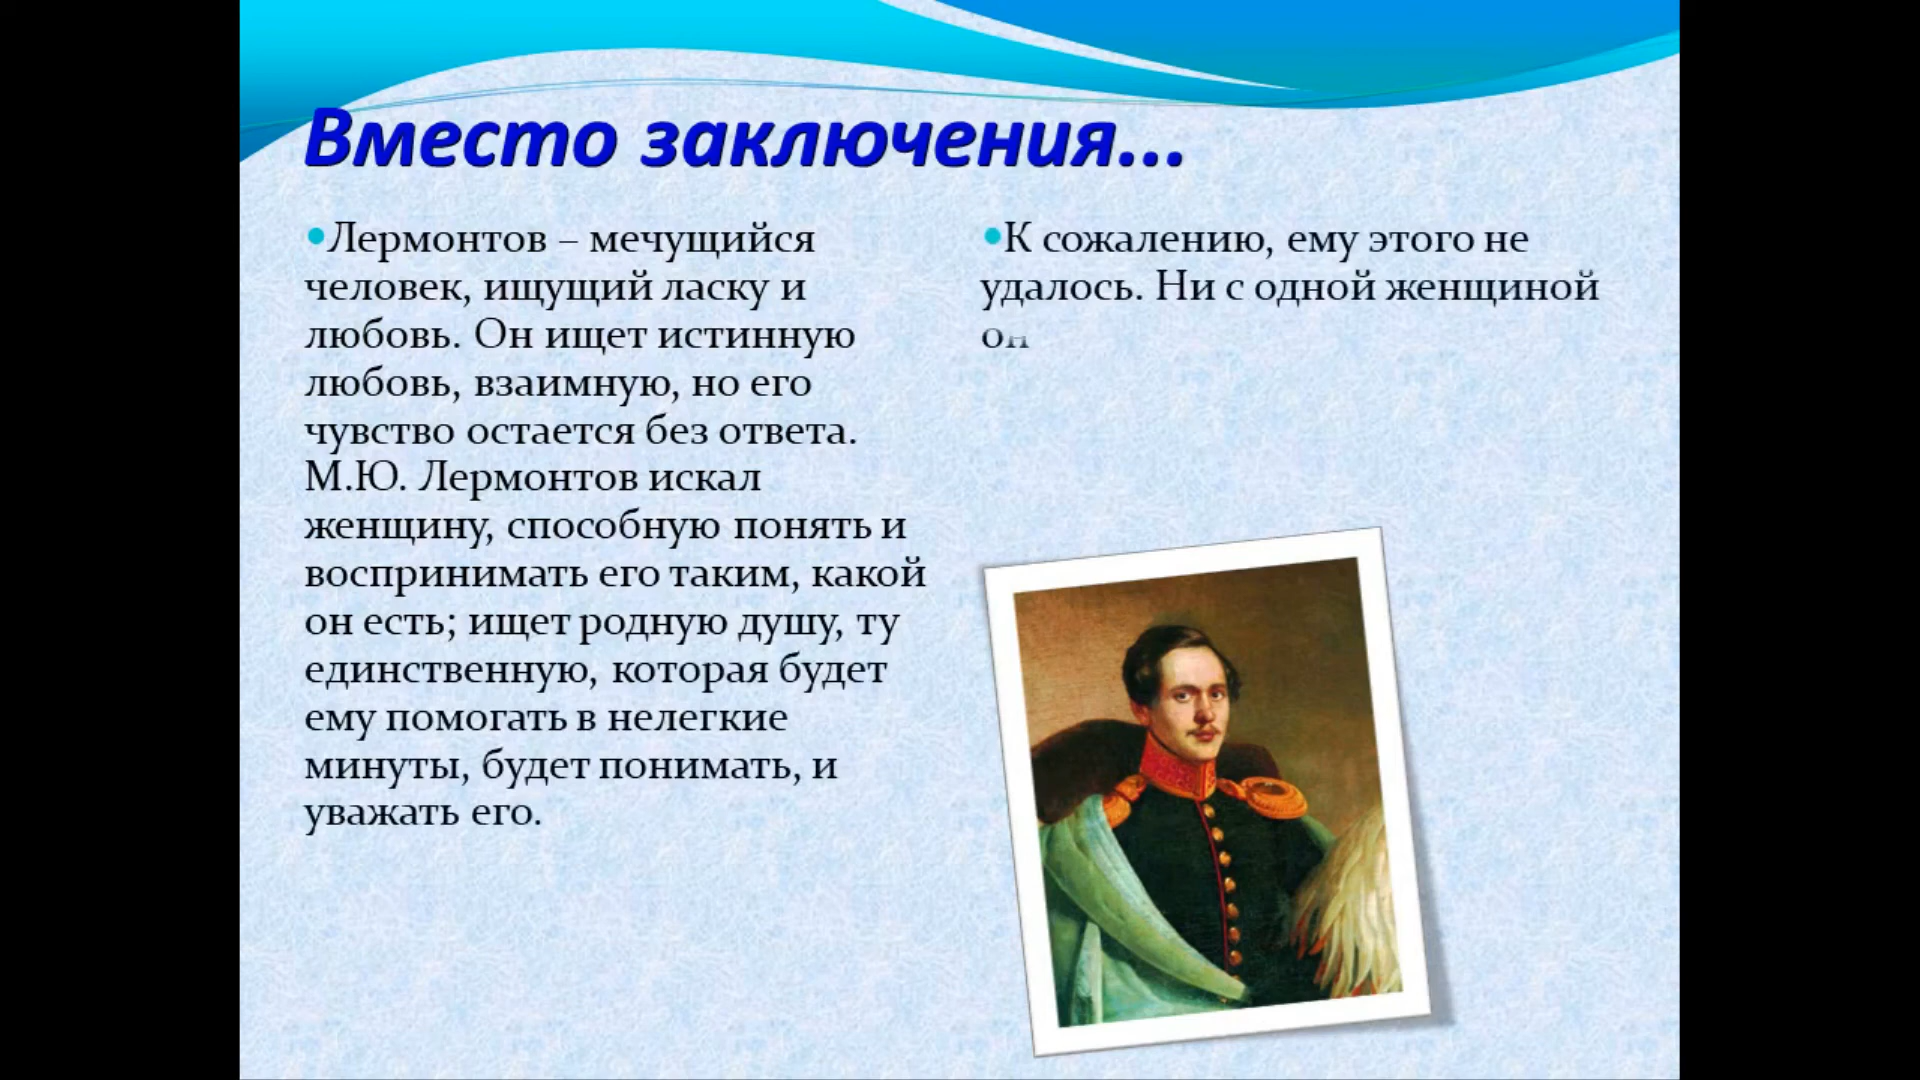 Вместо заключения...
•Лермонтов – мечущийся
человек, ищущий ласку и
любовь. Он ищет истинную
любовь, взаимную, но его
чувство остается без ответа.
М.Ю. Лермонтов искал
женщину, способную понять и
воспринимать его таким, какой
он есть; ищет родную душу, ту
единственную, которая будет
ему помогать в нелегкие
минуты, будет понимать, и
уважать его.
•К сожалению, ему этого не
удалось. Ни с одной женщиной
он